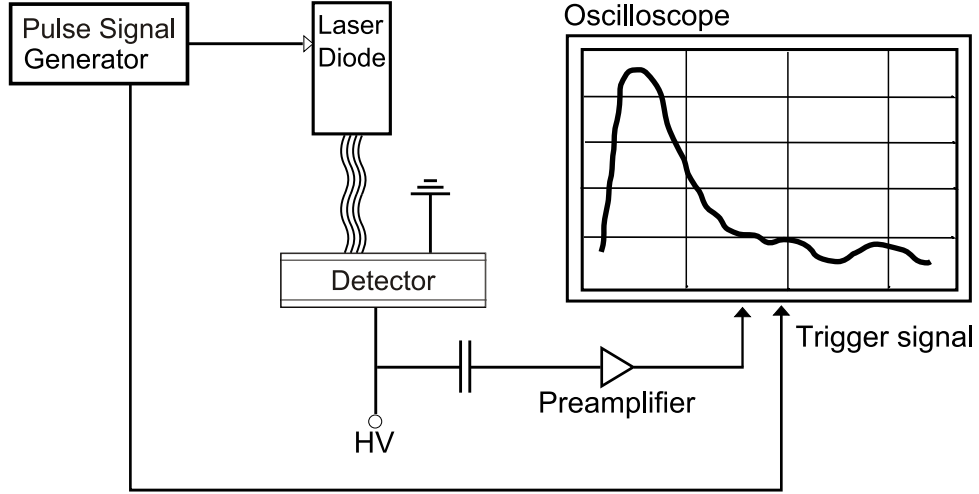 Oscilloscope
Pulse Signal
Generator
Laser
Diode
Detector
Trigger signal
Preamplifier
HV